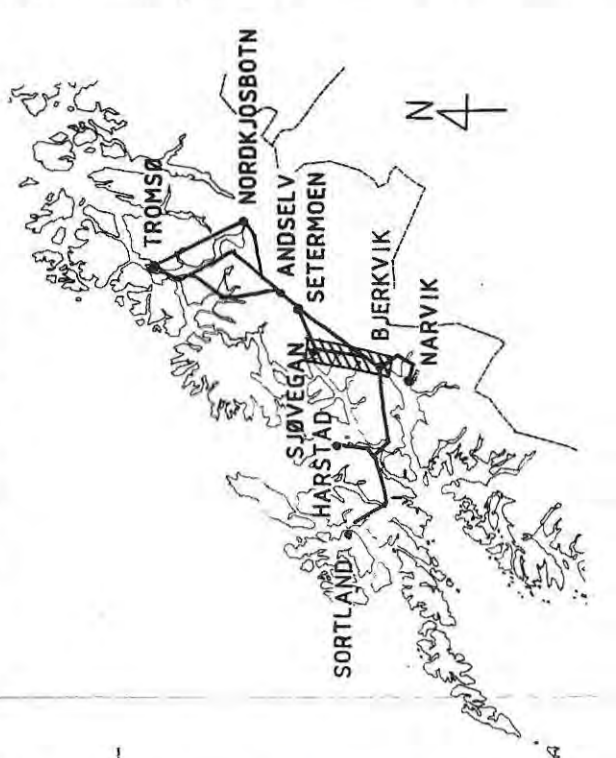 TROMSØ
NORDKJOSBOTN
ANDSELV
SETERMOEN
SJØVEGAN
HARSTAD
BJERKVIK
NARVIK
SORTLAND
N